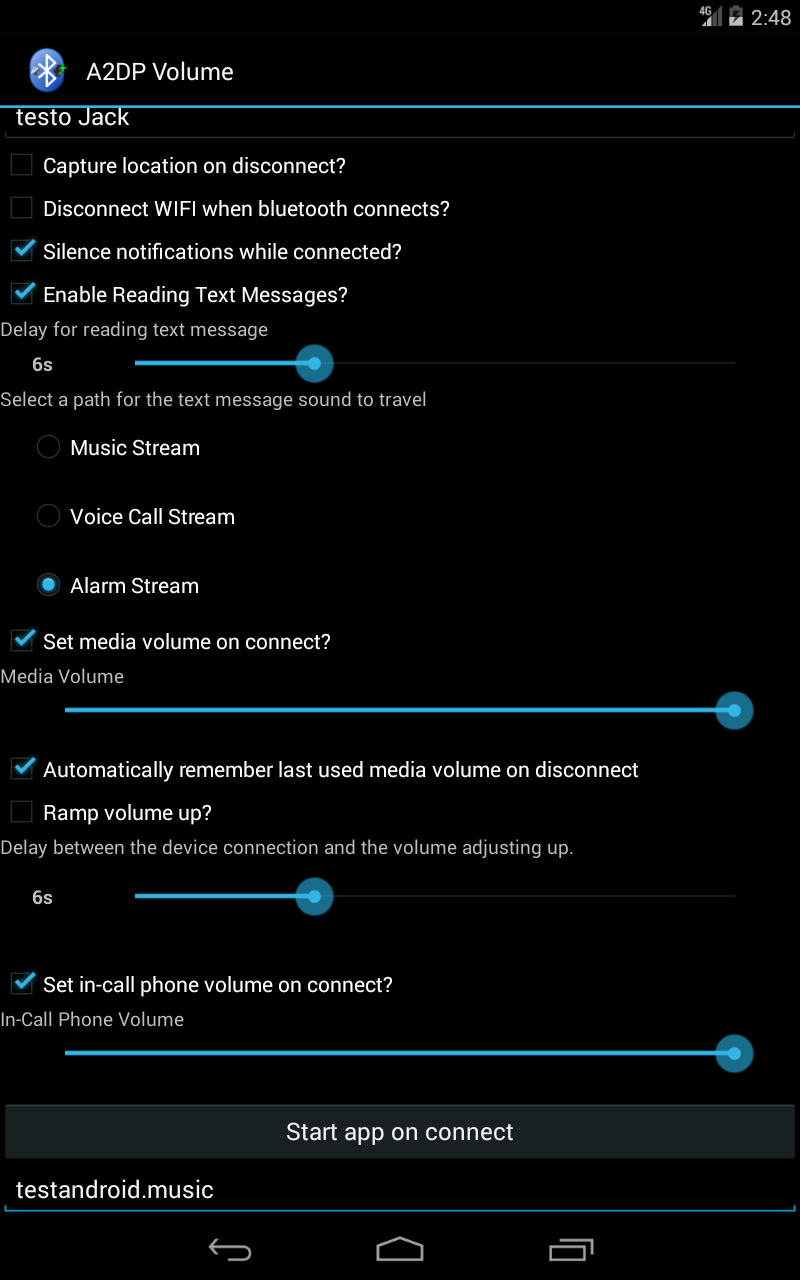 4G 2:48
A2DP Volume
testo Jack
Capture location on disconnect?
Disconnect WIFI when bluetooth connects?
Silence notifications while connected?
Enable Reading Text Messages?
Delay for reading text message
6s
Select a path for the text message sound to travel
Music Stream
Voice Call Stream
Alarm Stream
Set media volume on connect?
Media Volume
Automatically remember last used media volume on disconnect
Ramp volume up?
Delay between the device connection and the volume adjusting up.
6s
Set in-call phone volume on connect?
In-Call Phone Volume
Start app on connect
testandroid.music